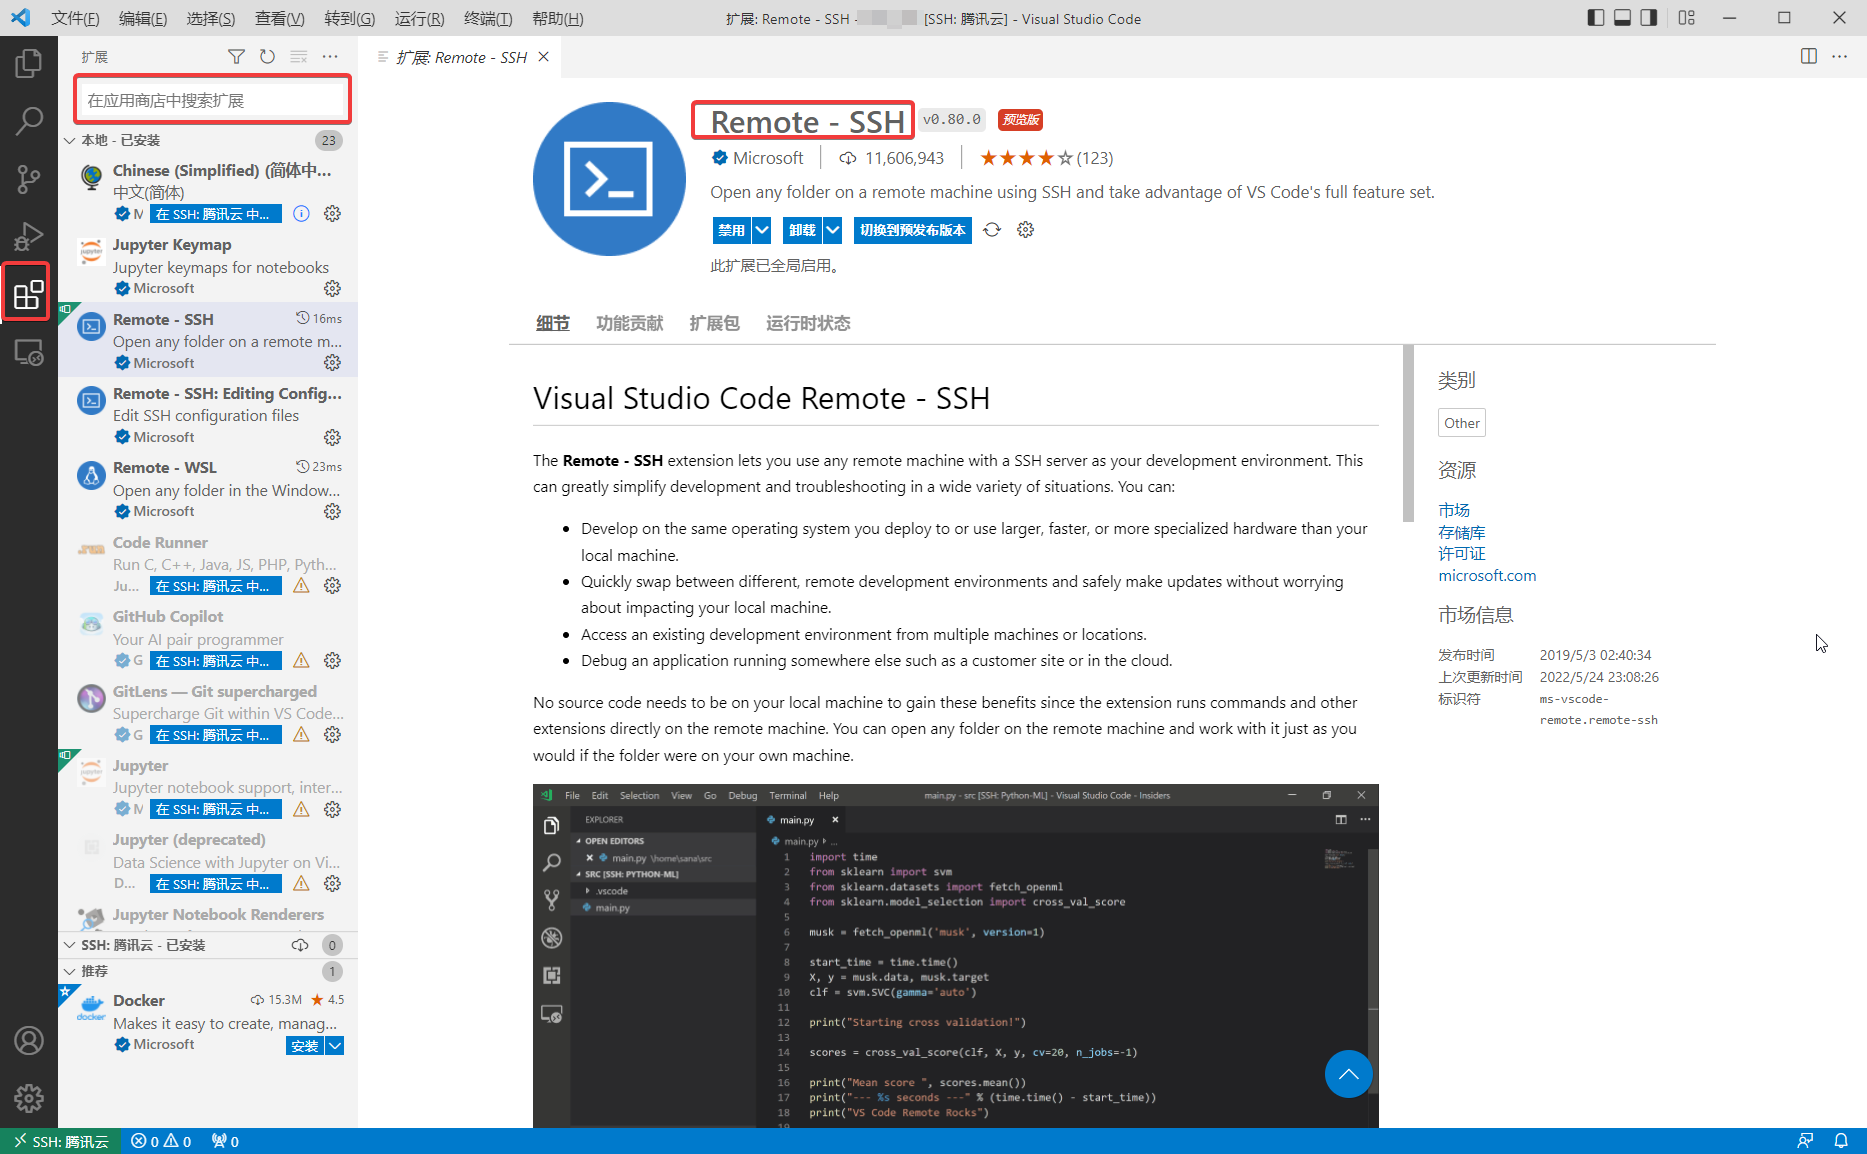 文件(F) 编辑(E) 选择(S) 查看(V) 转到(G) 运行(R) 终端(T) 帮助(H)
扩展: Remote - SSH - [SSH: 腾讯云] - Visual Studio Code
扩展
在应用商店中搜索扩展
本地 - 已安装 23
Chinese (Simplified) (简体中...
中文(简体)
M 在 SSH: 腾讯云 中...
Jupyter Keymap
Jupyter keymaps for notebooks
Microsoft
Remote - SSH 16ms
Open any folder on a remote m...
Microsoft
Remote - SSH: Editing Config...
Edit SSH configuration files
Microsoft
Remote - WSL 23ms
Open any folder in the Window...
Microsoft
Code Runner
Run C, C++, Java, JS, PHP, Pyth...
Ju... 在 SSH: 腾讯云 中...
GitHub Copilot
Your AI pair programmer
G 在 SSH: 腾讯云 中...
GitLens — Git supercharged
Supercharge Git within VS Code...
G 在 SSH: 腾讯云 中...
Jupyter
Jupyter notebook support, inter...
M 在 SSH: 腾讯云 中...
Jupyter (deprecated)
Data Science with Jupyter on Vi...
D... 在 SSH: 腾讯云 中...
Jupyter Notebook Renderers
SSH: 腾讯云 - 已安装 0
推荐 1
Docker 15.3M 4.5
Makes it easy to create, manag...
Microsoft 安装
扩展: Remote - SSH
Remote - SSH v0.80.0 预览版
Microsoft 11,606,943 (123)
Open any folder on a remote machine using SSH and take advantage of VS Code's full feature set.
禁用 卸载 切换到预发布版本
此扩展已全局启用。
细节 功能贡献 扩展包 运行时状态
Visual Studio Code Remote - SSH
The Remote - SSH extension lets you use any remote machine with a SSH server as your development environment. This
can greatly simplify development and troubleshooting in a wide variety of situations. You can:
• Develop on the same operating system you deploy to or use larger, faster, or more specialized hardware than your
local machine.
• Quickly swap between different, remote development environments and safely make updates without worrying
about impacting your local machine.
• Access an existing development environment from multiple machines or locations.
• Debug an application running somewhere else such as a customer site or in the cloud.
No source code needs to be on your local machine to gain these benefits since the extension runs commands and other
extensions directly on the remote machine. You can open any folder on the remote machine and work with it just as you
would if the folder were on your own machine.
File Edit Selection View Go Debug Terminal Help main.py - src [SSH: Python-ML] - Visual Studio Code - Insiders
EXPLORER
OPEN EDITORS
main.py \home\sana\src
SRC [SSH: PYTHON-ML]
.vscode
main.py
main.py
main.py ...
1 import time
2 from sklearn import svm
3 from sklearn.datasets import fetch_openml
4 from sklearn.model_selection import cross_val_score
5
6 musk = fetch_openml('musk', version=1)
7
8 start_time = time.time()
9 X, y = musk.data, musk.target
10 clf = svm.SVC(gamma='auto')
11
12 print("Starting cross validation!")
13
14 scores = cross_val_score(clf, X, y, cv=20, n_jobs=-1)
15
16 print("Mean score ", scores.mean())
17 print("--- %s seconds ---" % (time.time() - start_time))
18 print("VS Code Remote Rocks")
19
类别
Other
资源
市场
存储库
许可证
microsoft.com
市场信息
发布时间 2019/5/3 02:40:34
上次更新时间 2022/5/24 23:08:26
标识符 ms-vscode-
remote.remote-ssh
SSH: 腾讯云 0 0 0